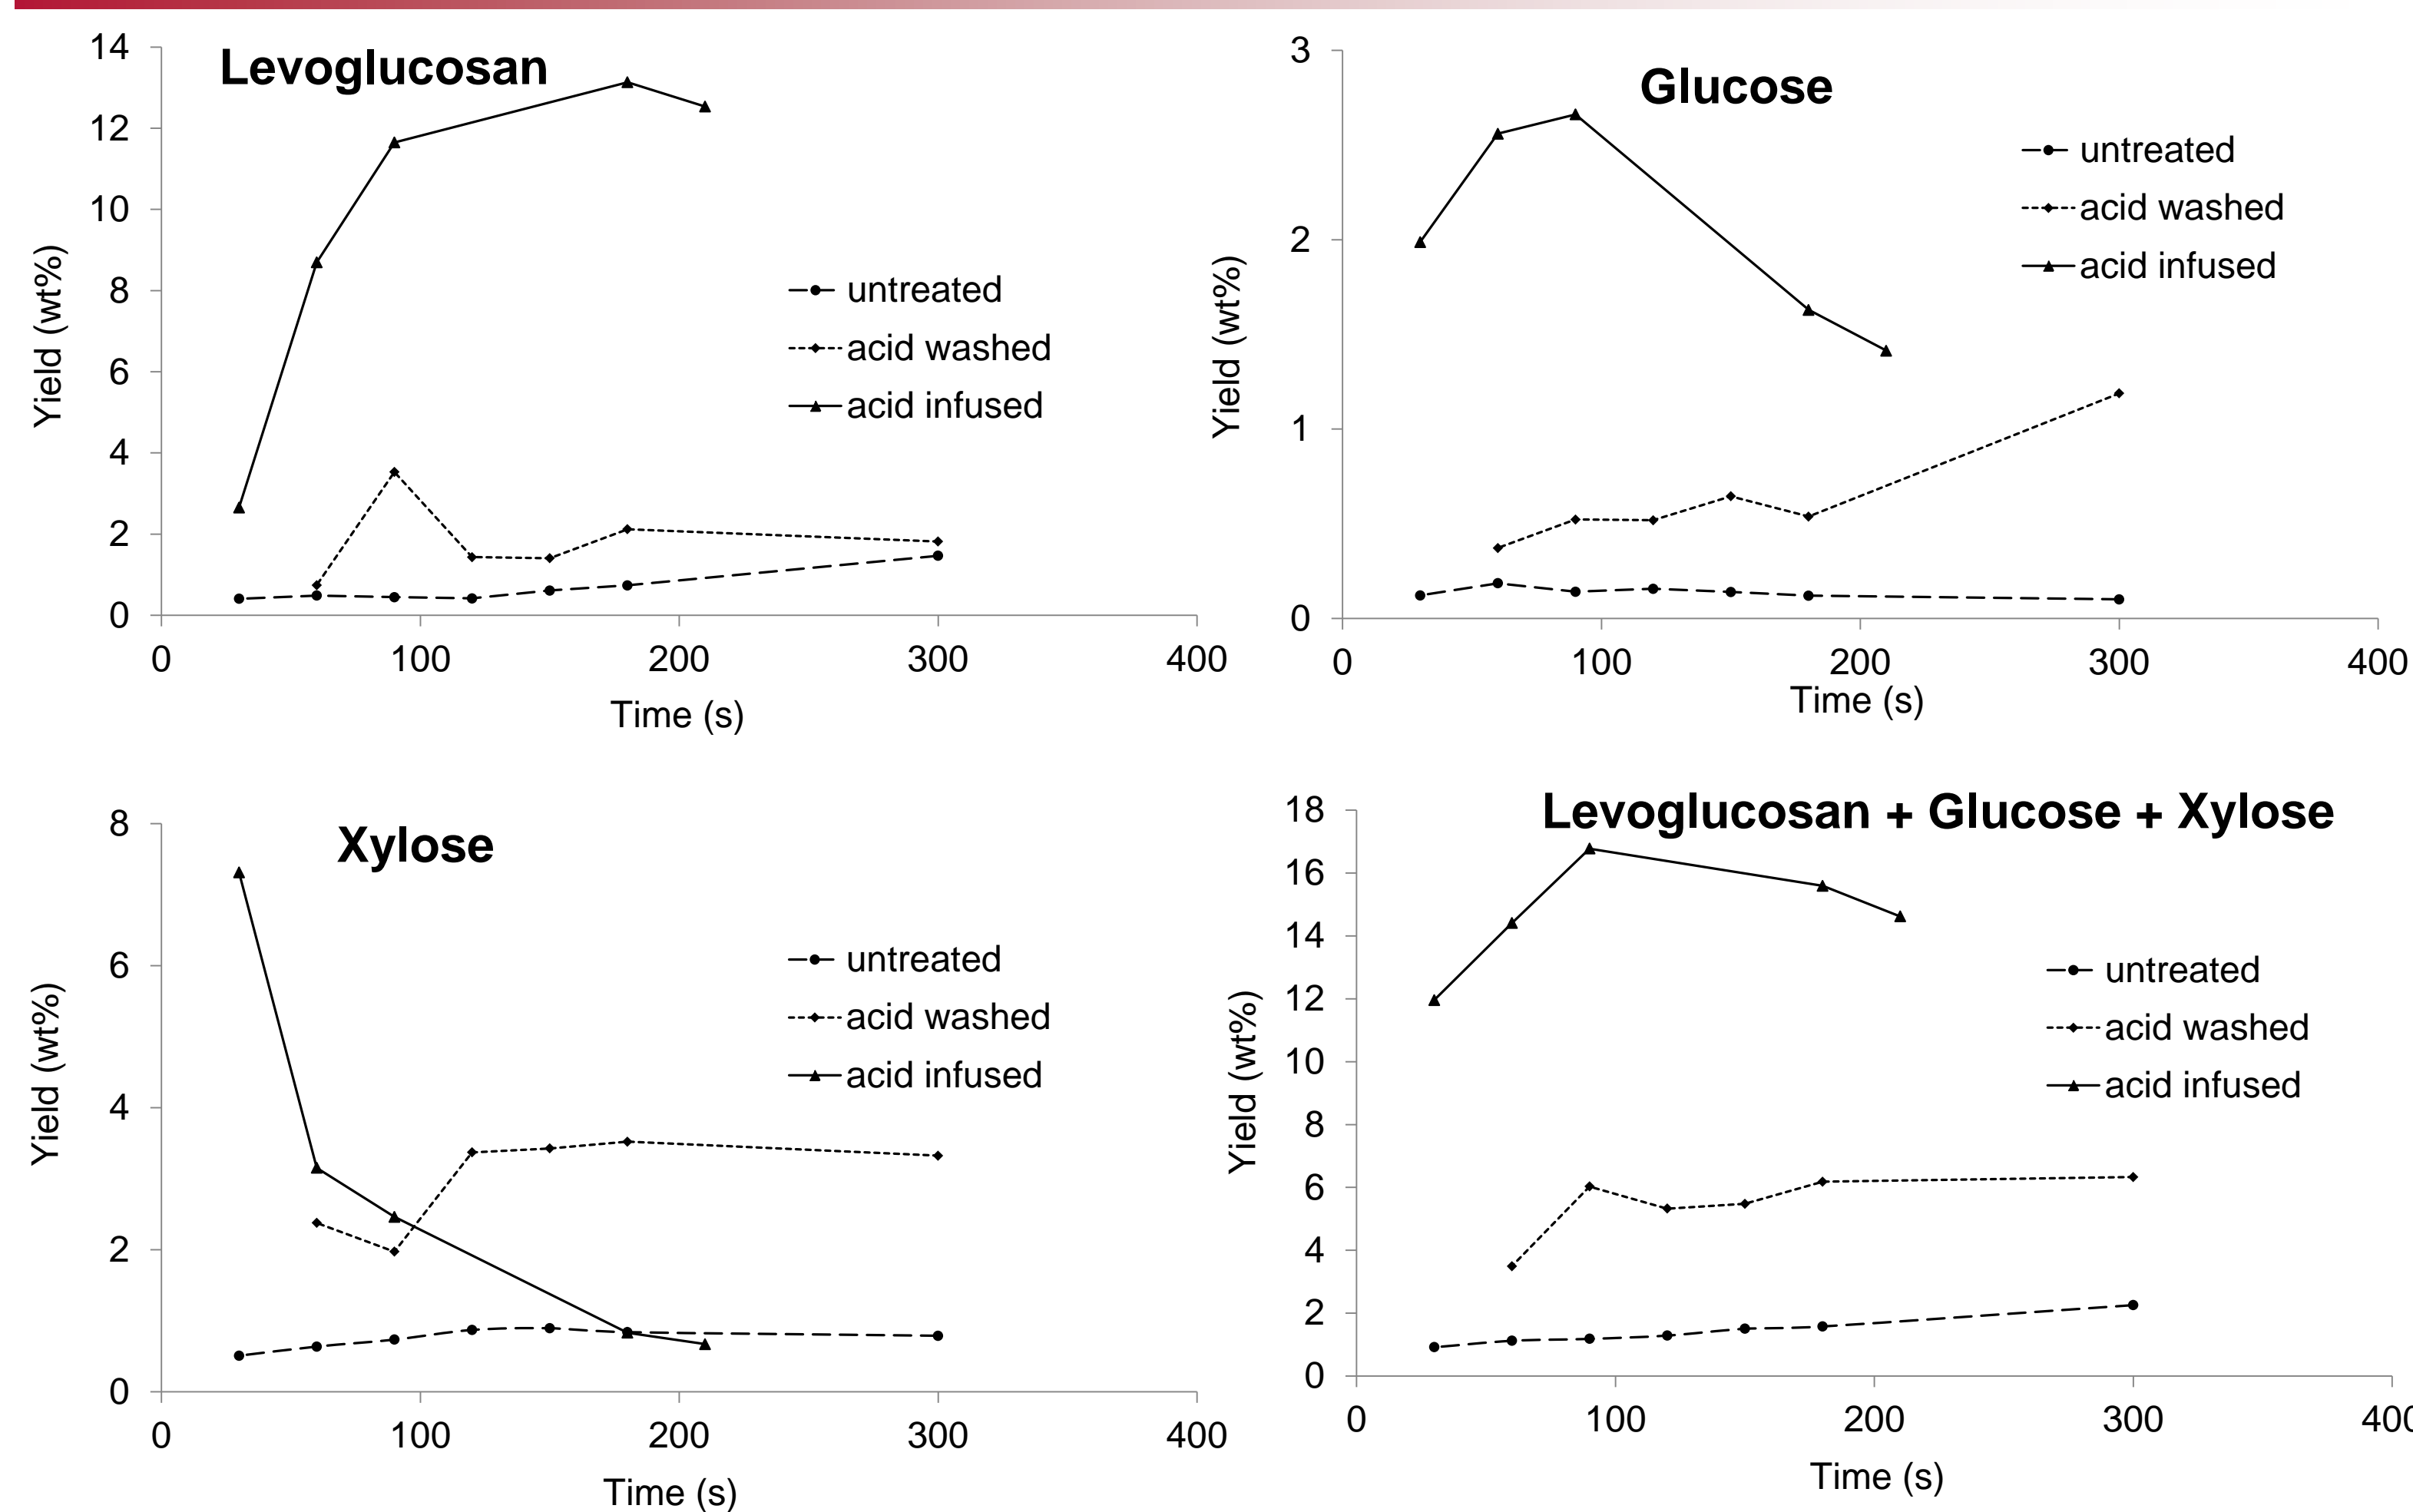 Levoglucosan
14
12
10
8
6
4
2
0
Yield (wt%)
untreated
acid washed
acid infused
0 100 200 300 400
Time (s)
Glucose
3
2
1
0
Yield (wt%)
untreated
acid washed
acid infused
0 100 200 300 400
Time (s)
Xylose
8
6
4
2
0
Yield (wt%)
untreated
acid washed
acid infused
0 100 200 300 400
Time (s)
Levoglucosan + Glucose + Xylose
18
16
14
12
10
8
6
4
2
0
Yield (wt%)
untreated
acid washed
acid infused
0 100 200 300 400
Time (s)